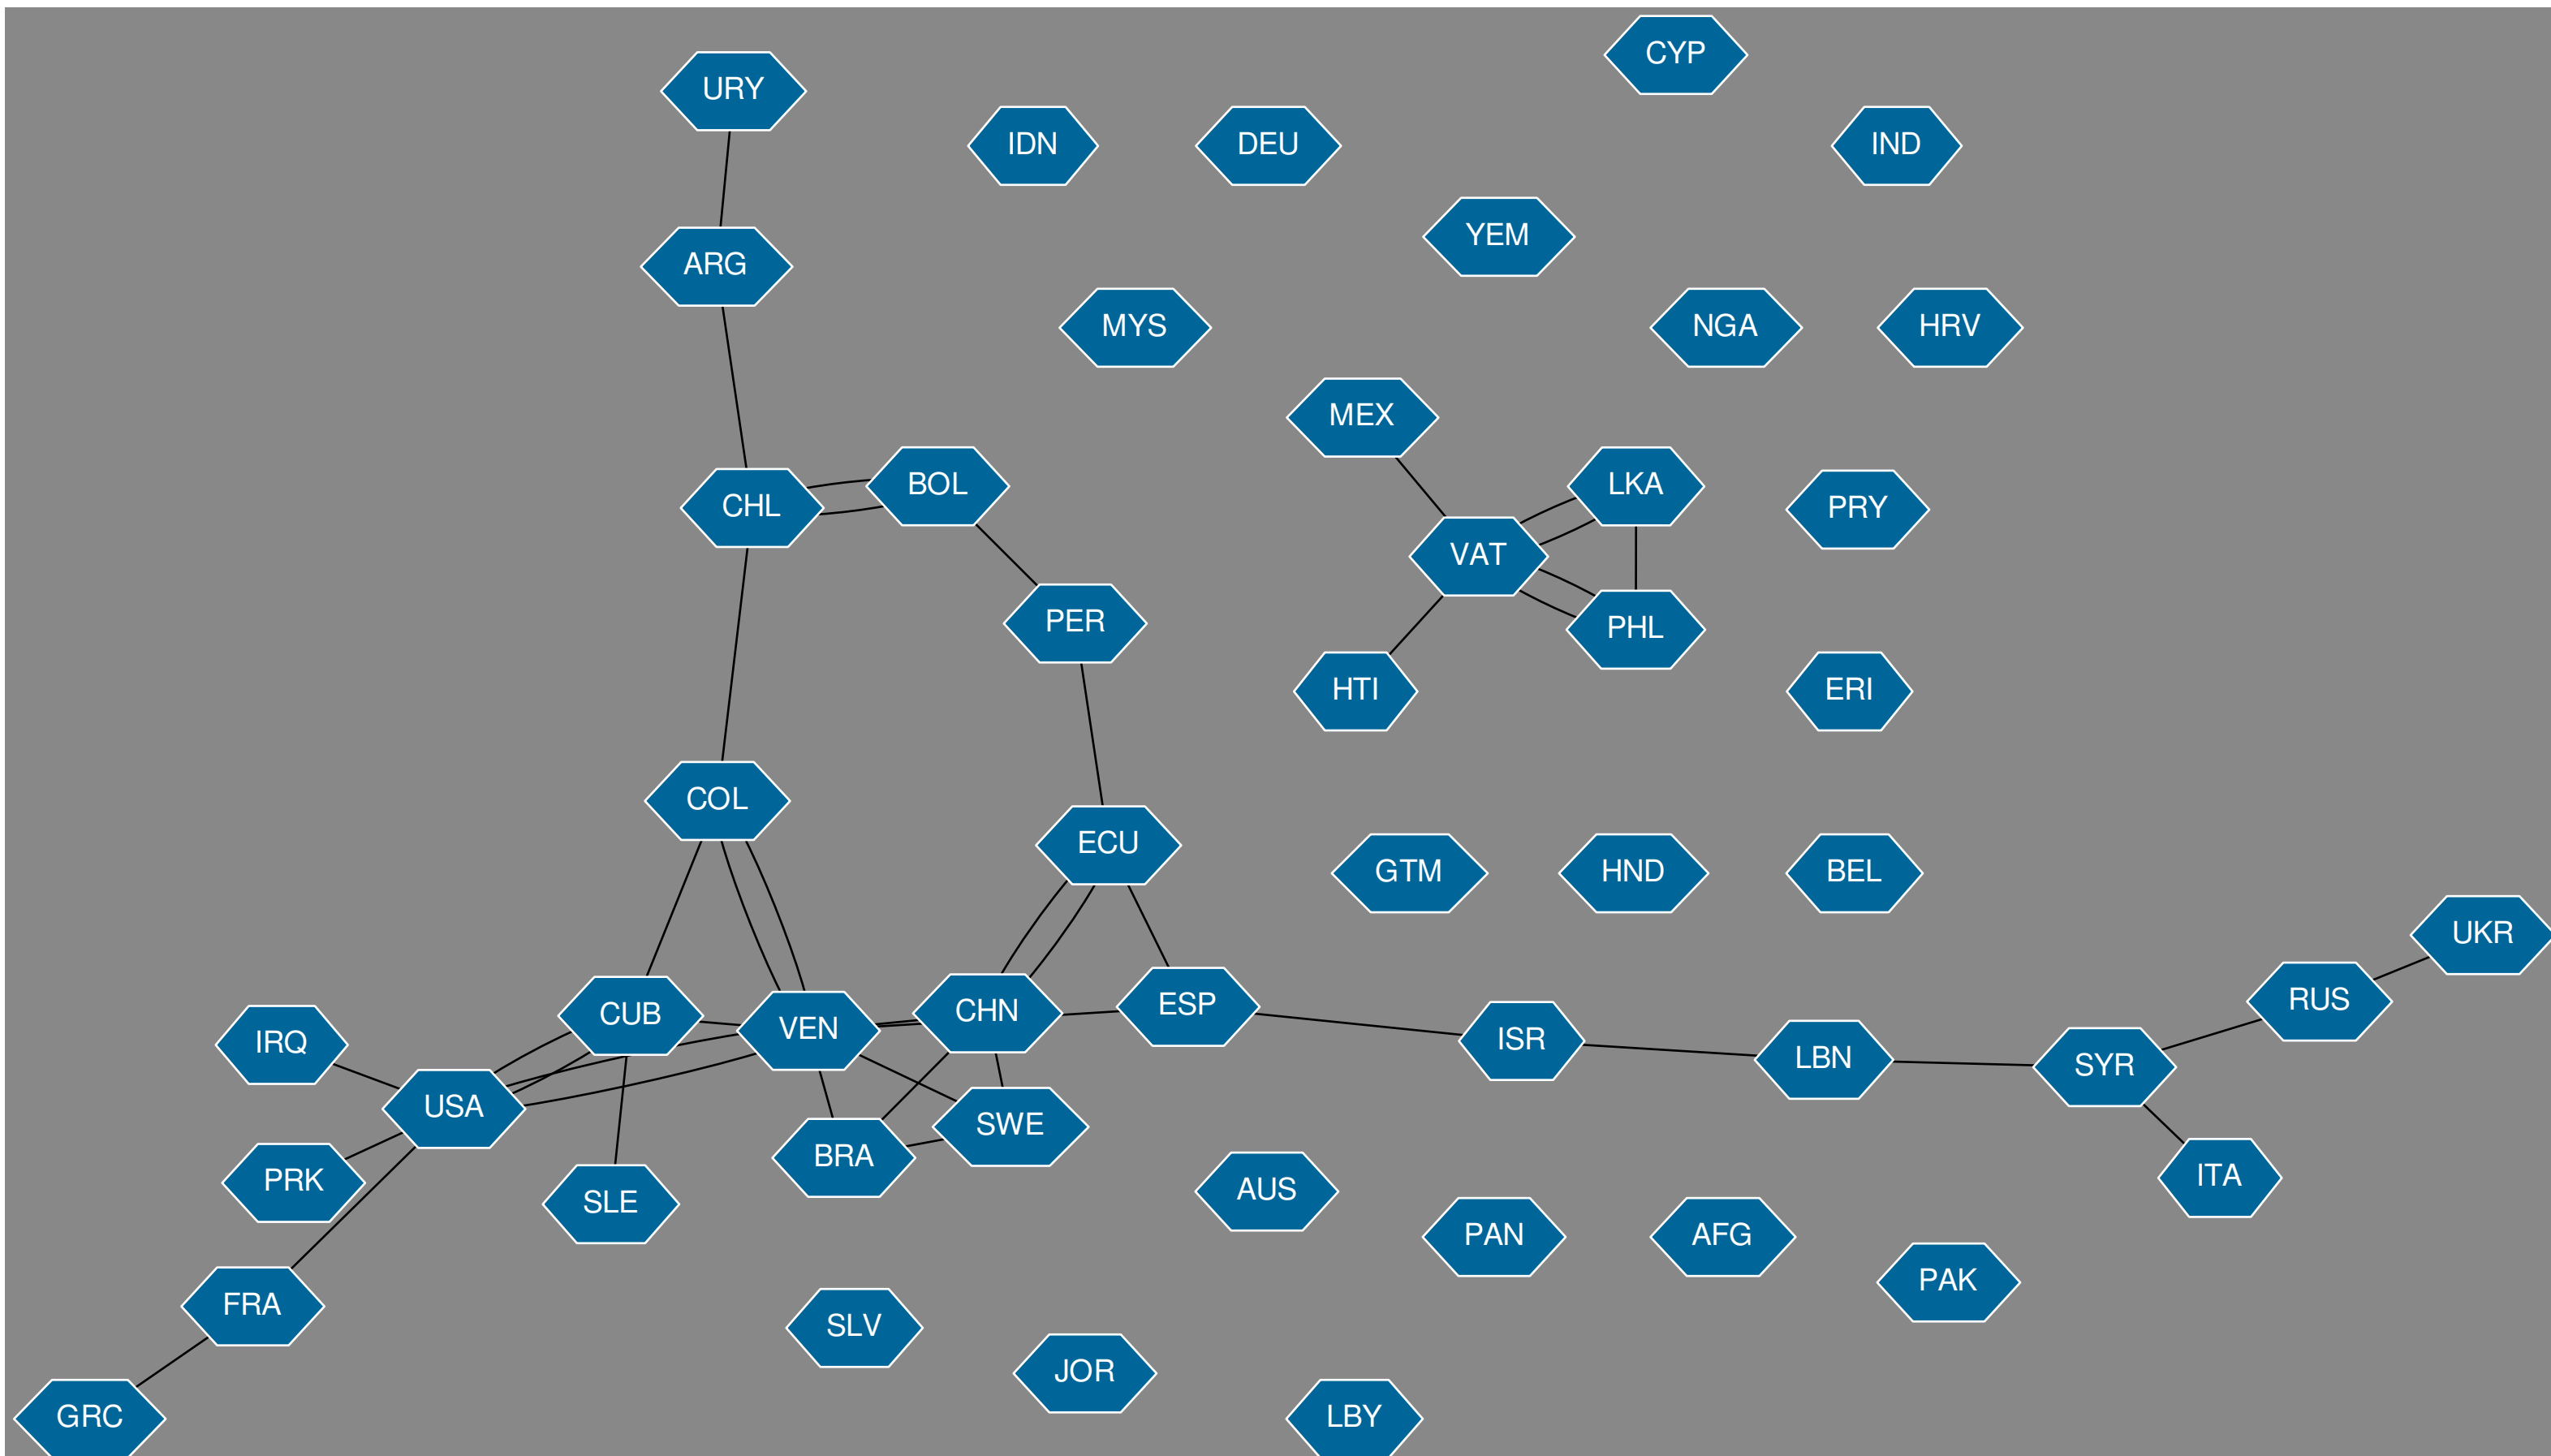 CYP
URY
IDN
DEU
IND
YEM
ARG
MYS
NGA
HRV
MEX
BOL
LKA
CHL
PRY
VAT
PER
PHL
HTI
ERI
COL
ECU
GTM
HND
BEL
UKR
RUS
ESP
CHN
CUB
VEN
IRQ
ISR
LBN
SYR
USA
SWE
BRA
PRK
ITA
AUS
SLE
PAN
AFG
PAK
FRA
SLV
JOR
GRC
LBY